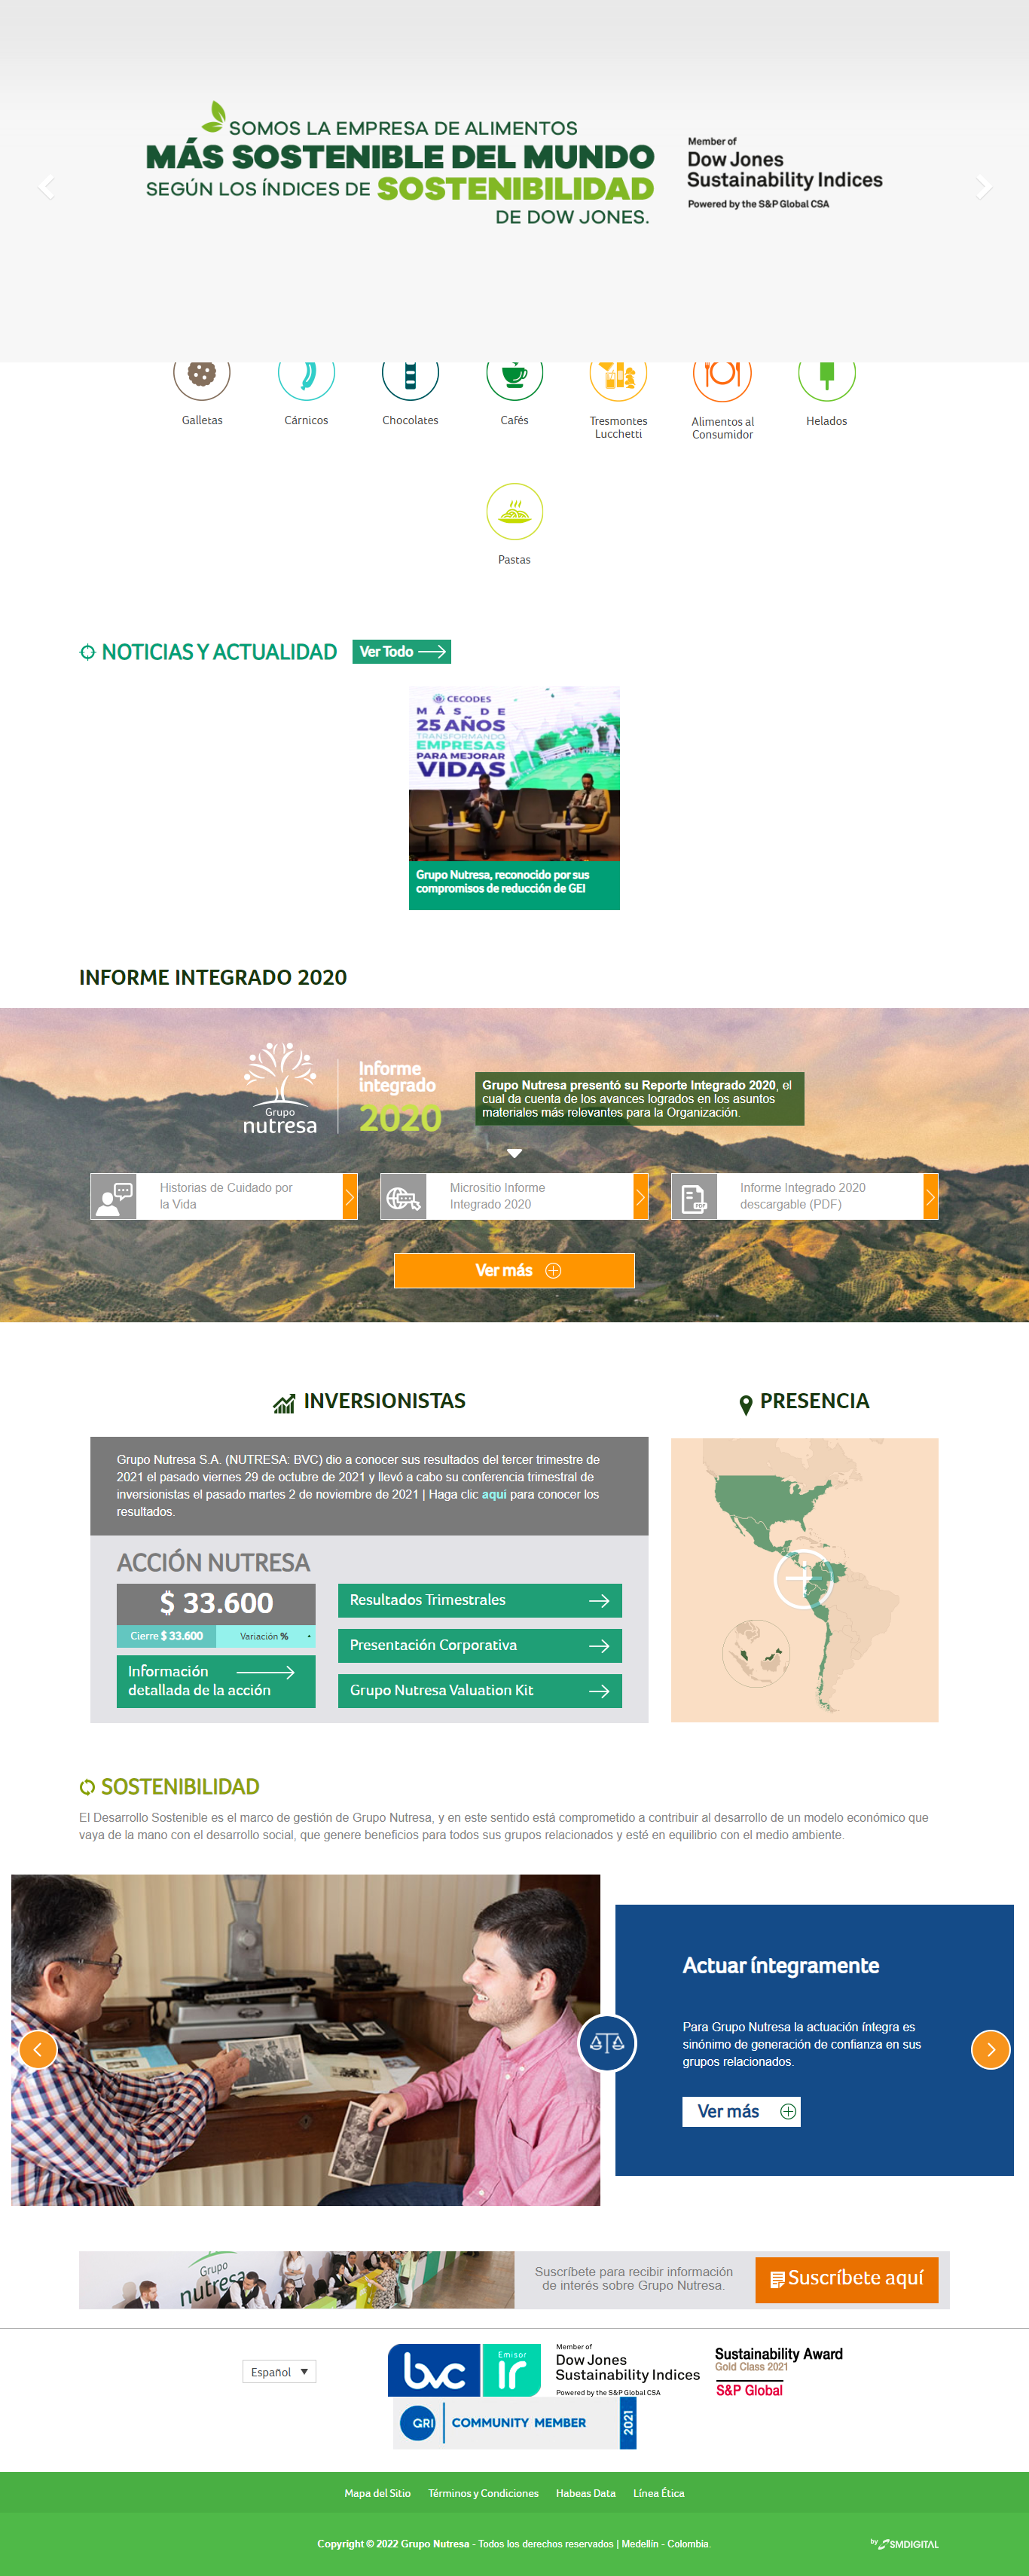 SOMOS LA EMPRESA DE ALIMENTOS
MÁS SOSTENIBLE DEL MUNDO
SEGÚN LOS ÍNDICES DE SOSTENIBILIDAD
DE DOW JONES.
Member of
Dow Jones
Sustainability Indices
Powered by the S&P Global CSA
Galletas
Cárnicos
Chocolates
Cafés
Tresmontes
Lucchetti
Alimentos al
Consumidor
Helados
Pastas
NOTICIAS Y ACTUALIDAD
Ver Todo
CECODES
MÁS DE
25 AÑOS
TRANSFORMANDO
EMPRESAS
PARA MEJORAR
VIDAS
Grupo Nutresa, reconocido por sus
compromisos de reducción de GEI
INFORME INTEGRADO 2020
Grupo
nutresa
Informe
integrado
2020
Grupo Nutresa presentó su Reporte Integrado 2020, el
cual da cuenta de los avances logrados en los asuntos
materiales más relevantes para la Organización.
Historias de Cuidado por
la Vida
Micrositio Informe
Integrado 2020
PDF
Informe Integrado 2020
descargable (PDF)
Ver más
INVERSIONISTAS
Grupo Nutresa S.A. (NUTRESA: BVC) dio a conocer sus resultados del tercer trimestre de
2021 el pasado viernes 29 de octubre de 2021 y llevó a cabo su conferencia trimestral de
inversionistas el pasado martes 2 de noviembre de 2021 | Haga clic aquí para conocer los
resultados.
ACCIÓN NUTRESA
$ 33.600
Cierre $ 33.600
Variación %
Información
detallada de la acción
Resultados Trimestrales
Presentación Corporativa
Grupo Nutresa Valuation Kit
PRESENCIA
SOSTENIBILIDAD
El Desarrollo Sostenible es el marco de gestión de Grupo Nutresa, y en este sentido está comprometido a contribuir al desarrollo de un modelo económico que
vaya de la mano con el desarrollo social, que genere beneficios para todos sus grupos relacionados y esté en equilibrio con el medio ambiente.
Actuar íntegramente
Para Grupo Nutresa la actuación íntegra es
sinónimo de generación de confianza en sus
grupos relacionados.
Ver más
Grupo
nutresa
Suscríbete para recibir información
de interés sobre Grupo Nutresa.
Suscríbete aquí
Español
bvc
Emisor
ir
Member of
Dow Jones
Sustainability Indices
Powered by the S&P Global CSA
Sustainability Award
Gold Class 2021
S&P Global
GRI
COMMUNITY MEMBER
2021
Mapa del Sitio
Términos y Condiciones
Habeas Data
Línea Ética
Copyright © 2022 Grupo Nutresa - Todos los derechos reservados | Medellín - Colombia.
by SMDIGITAL